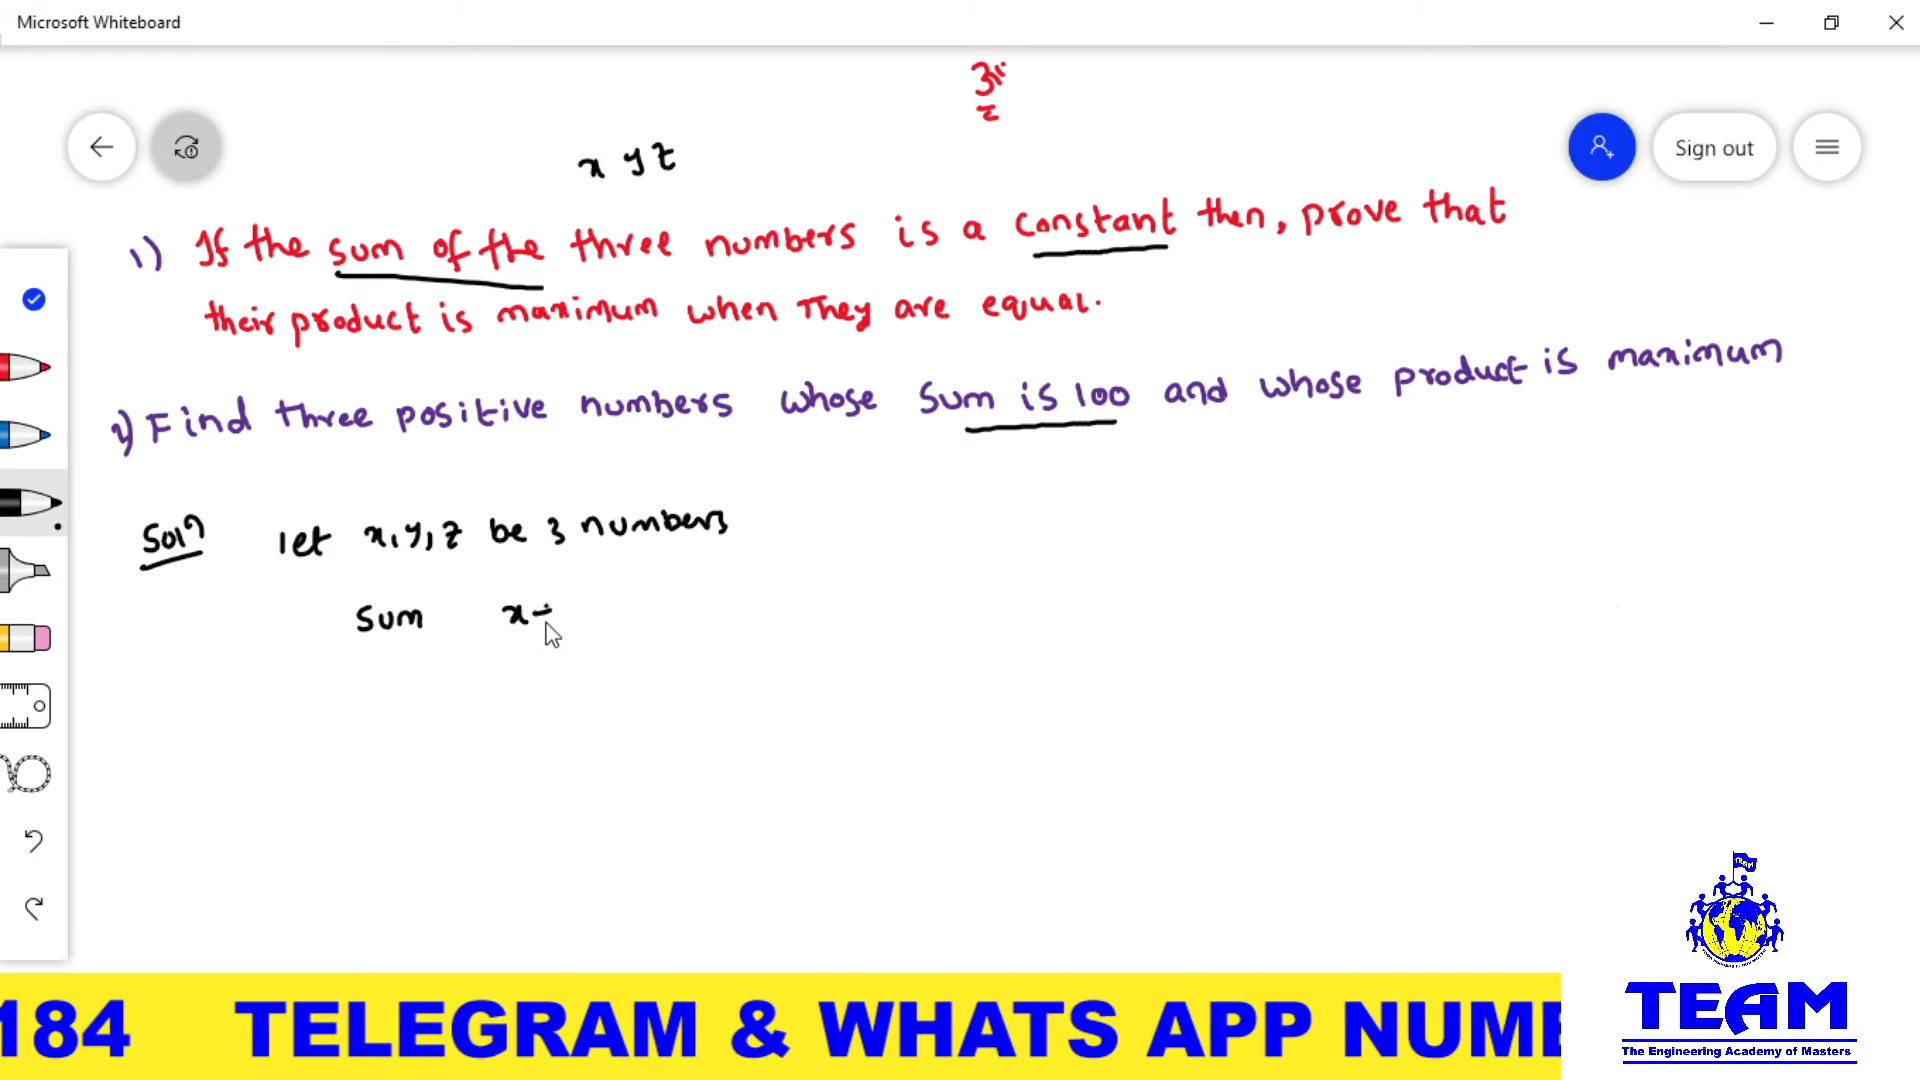 Microsoft Whiteboard
x y z
Sign out
1) If the sum of the three numbers is a constant then, prove that
their product is maximum when They are equal.
2) Find three positive numbers whose sum is 100 and whose product is maximum
Soln let x, y, z be 3 numbers
Sum x
184 TELEGRAM & WHATS APP NUME
TEAM
The Engineering Academy of Masters